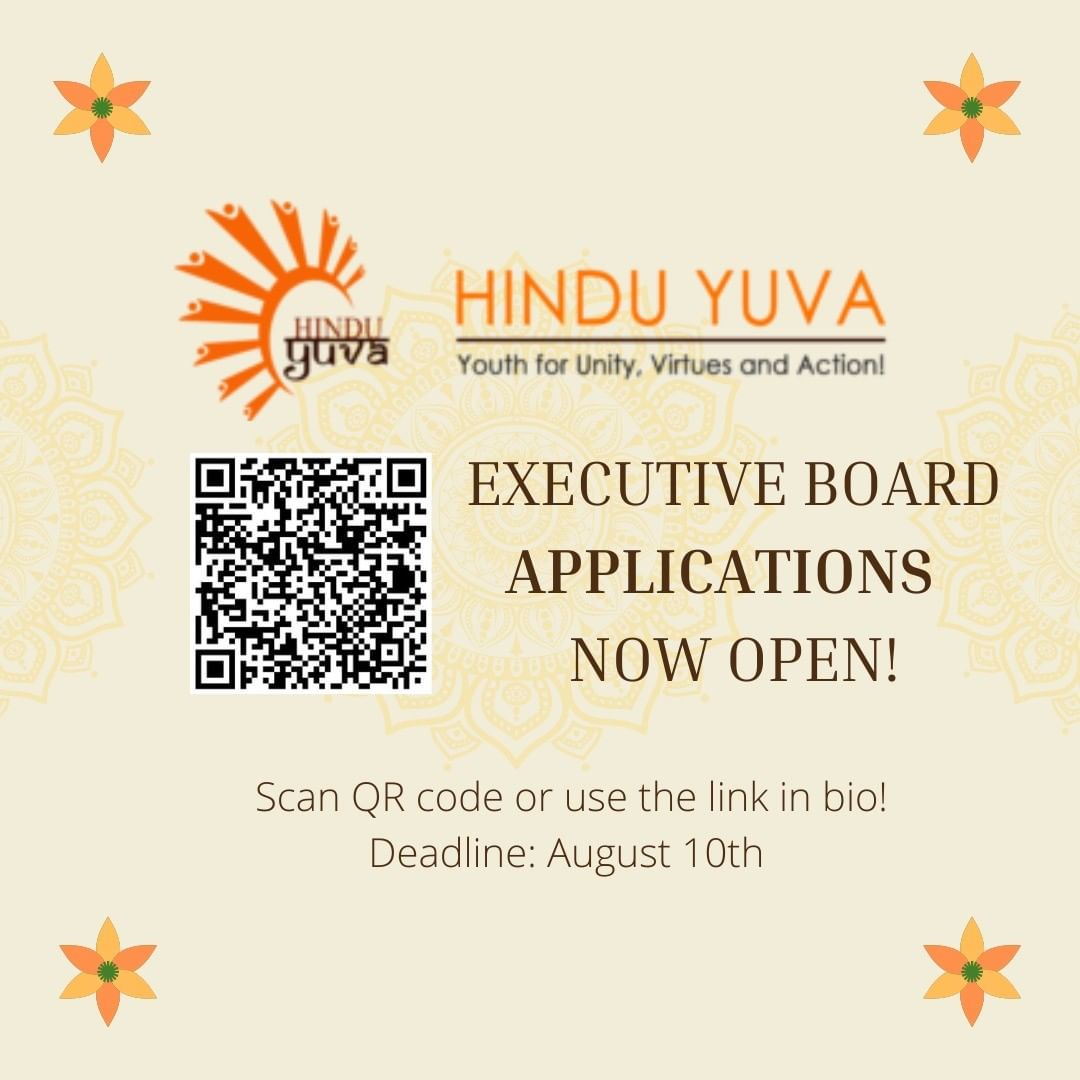 HINDU
yuva
HINDU YUVA
Youth for Unity, Virtues and Action!
EXECUTIVE BOARD
APPLICATIONS
NOW OPEN!
Scan QR code or use the link in bio!
Deadline: August 10th